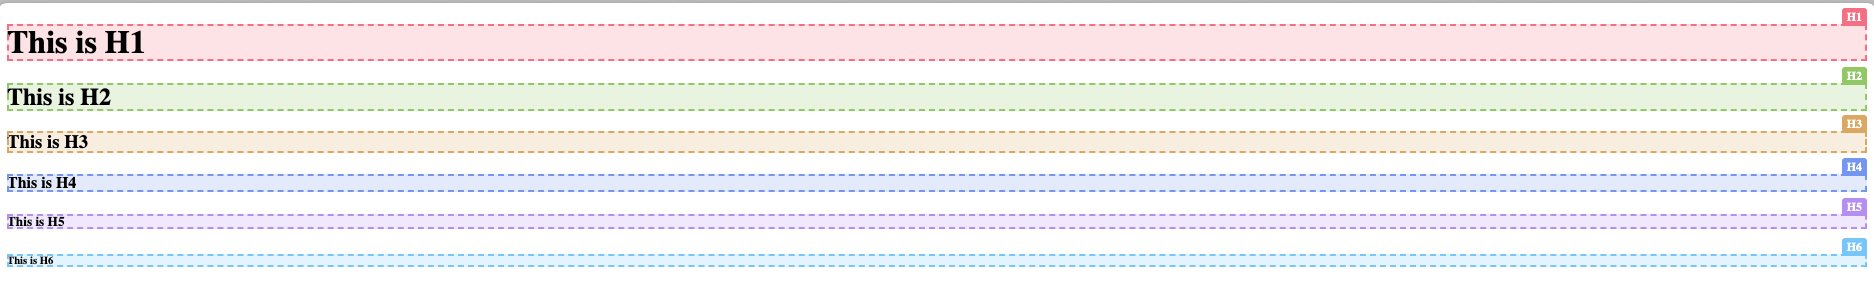 H1
This is H1
H2
This is H2
H3
This is H3
H4
This is H4
H5
This is H5
H6
This is H6